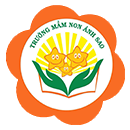 TRƯỜNG MẦM NON ÁNH SAO